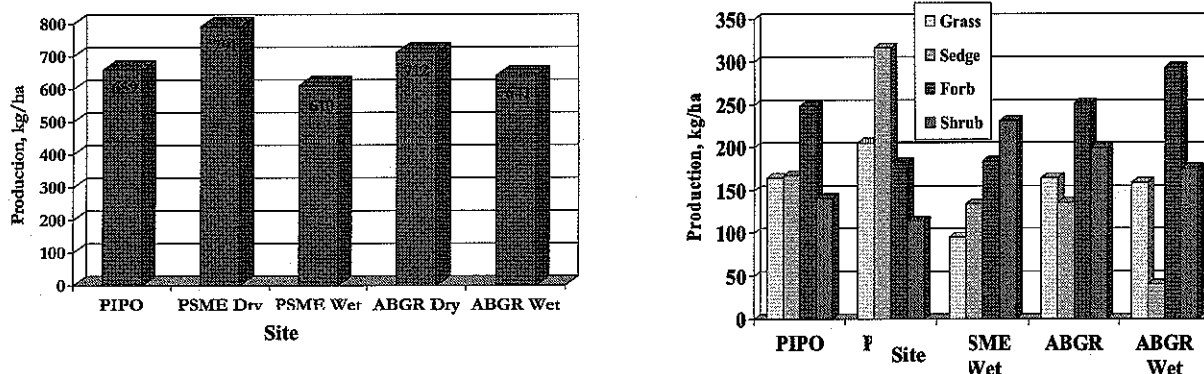 800
700
600
500
400
300
200
100
0
Production, kg/ha
PIPO PSME Dry PSME Wet ABGR Dry ABGR Wet
Site
350
300
250
200
150
100
50
0
Production, kg/ha
Grass
Sedge
Forb
Shrub
PIPO P SME ABGR ABGR
Site Wet Wet